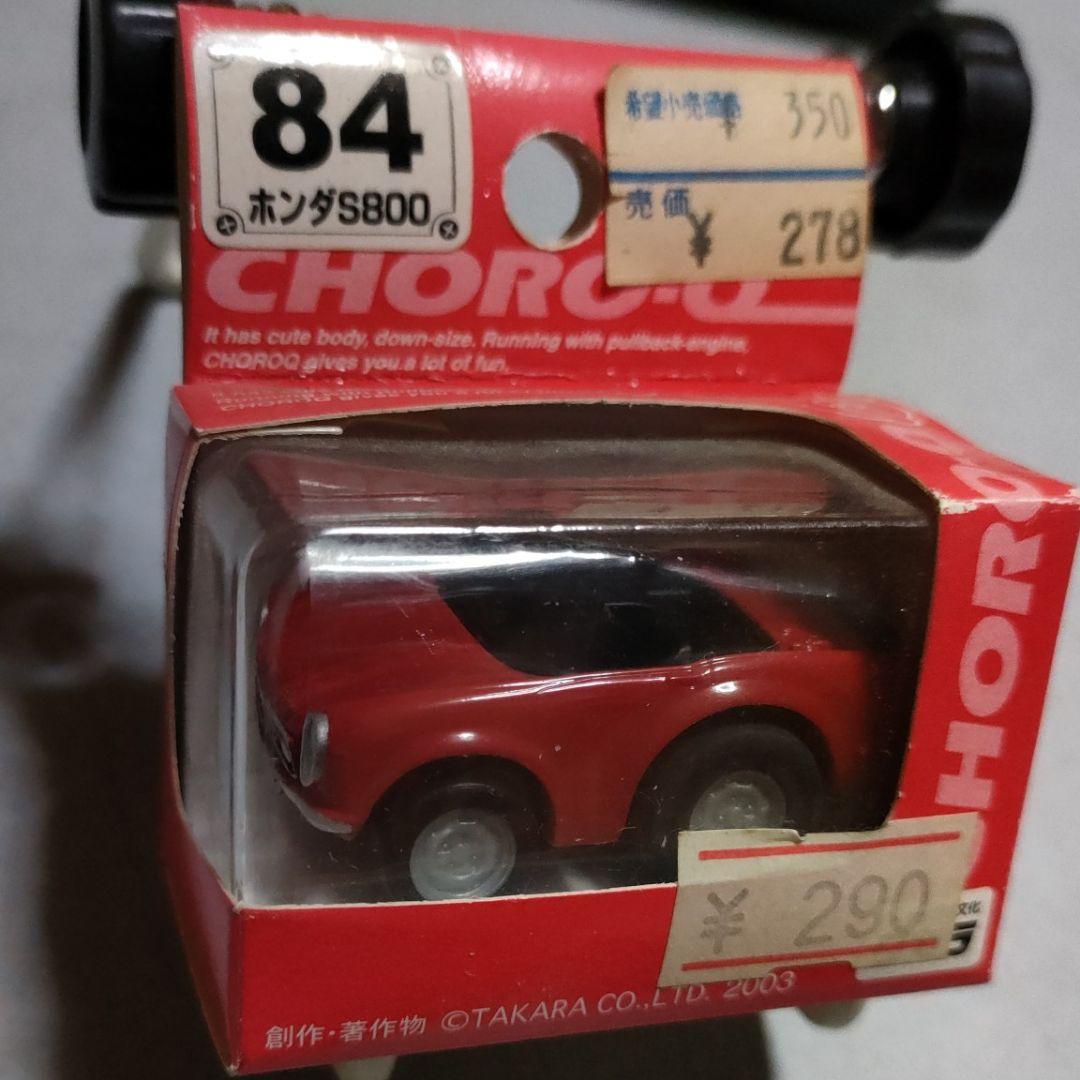 84
ホンダS800
希望小売価格 ¥ 350
売価 ¥ 278
CHORO-Q
It has cute body, down-size. Running with pullback-engine.
CHOROQ gives you a lot of fun.
CHORO
¥ 290
文化
創作・著作物 ©TAKARA CO.,LTD. 2003